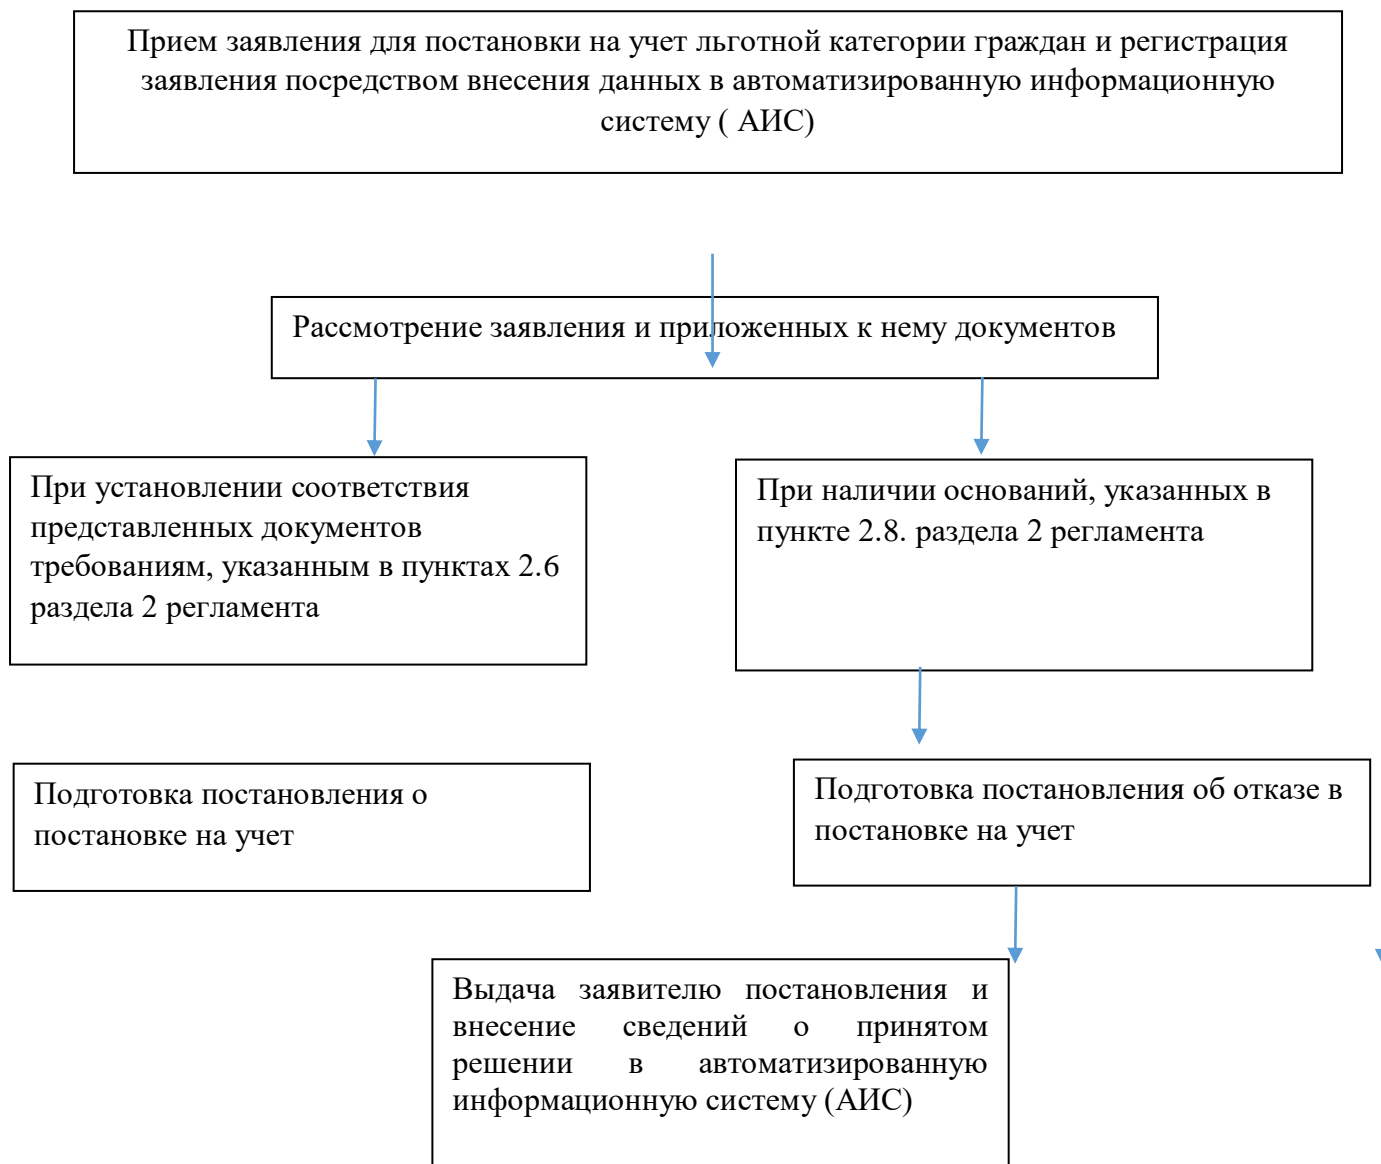 Прием заявления для постановки на учет льготной категории граждан и регистрация
заявления посредством внесения данных в автоматизированную информационную
систему ( АИС)
Рассмотрение заявления и приложенных к нему документов
При установлении соответствия
представленных документов
требованиям, указанным в пунктах 2.6
раздела 2 регламента
При наличии оснований, указанных в
пункте 2.8. раздела 2 регламента
Подготовка постановления о
постановке на учет
Подготовка постановления об отказе в
постановке на учет
Выдача заявителю постановления и
внесение сведений о принятом
решении в автоматизированную
информационную систему (АИС)